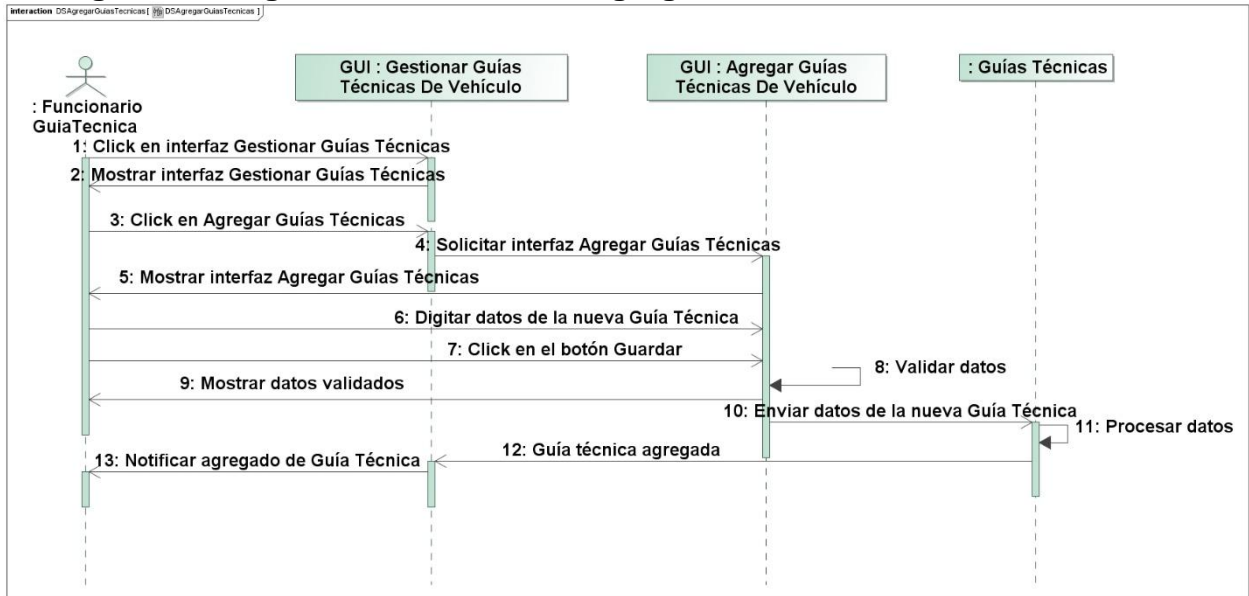 interaction DSAgregarGuiasTecnicas [ DSAgregarGuiasTecnicas ]
GUI : Gestionar Guías
Técnicas De Vehículo
GUI : Agregar Guías
Técnicas De Vehículo
: Guías Técnicas
: Funcionario
GuiaTecnica
1: Click en interfaz Gestionar Guías Técnicas
2: Mostrar interfaz Gestionar Guías Técnicas
3: Click en Agregar Guías Técnicas
4: Solicitar interfaz Agregar Guías Técnicas
5: Mostrar interfaz Agregar Guías Técnicas
6: Digitar datos de la nueva Guía Técnica
7: Click en el botón Guardar
8: Validar datos
9: Mostrar datos validados
10: Enviar datos de la nueva Guía Técnica
11: Procesar datos
12: Guía técnica agregada
13: Notificar agregado de Guía Técnica